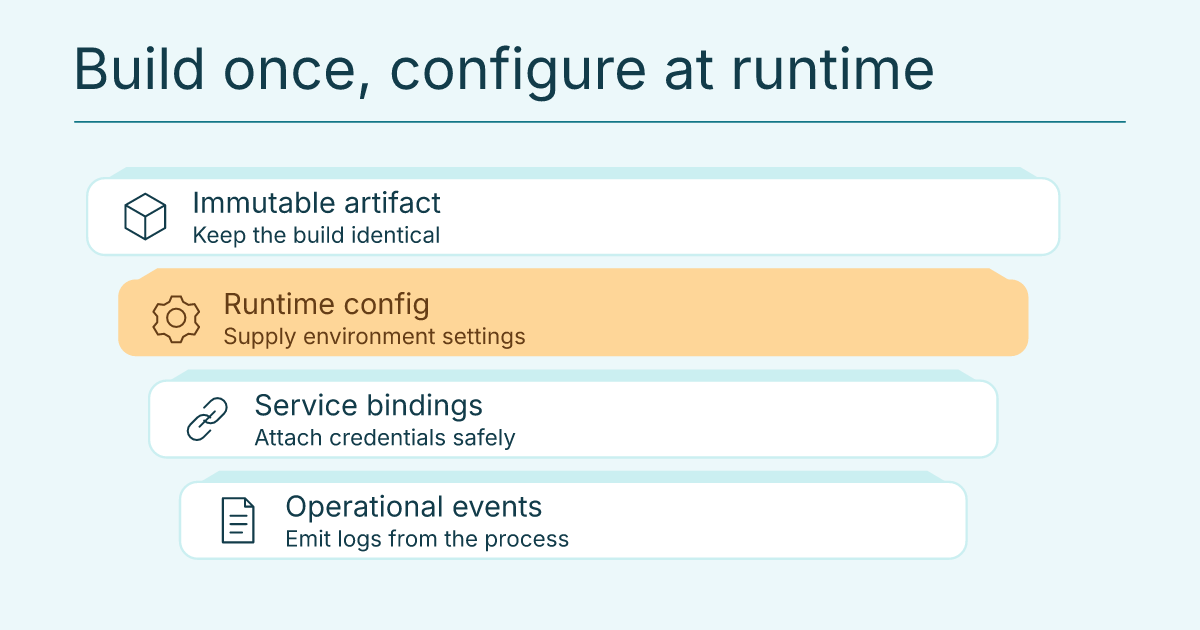 Build once, configure at runtime
Immutable artifact
Keep the build identical
Runtime config
Supply environment settings
Service bindings
Attach credentials safely
Operational events
Emit logs from the process